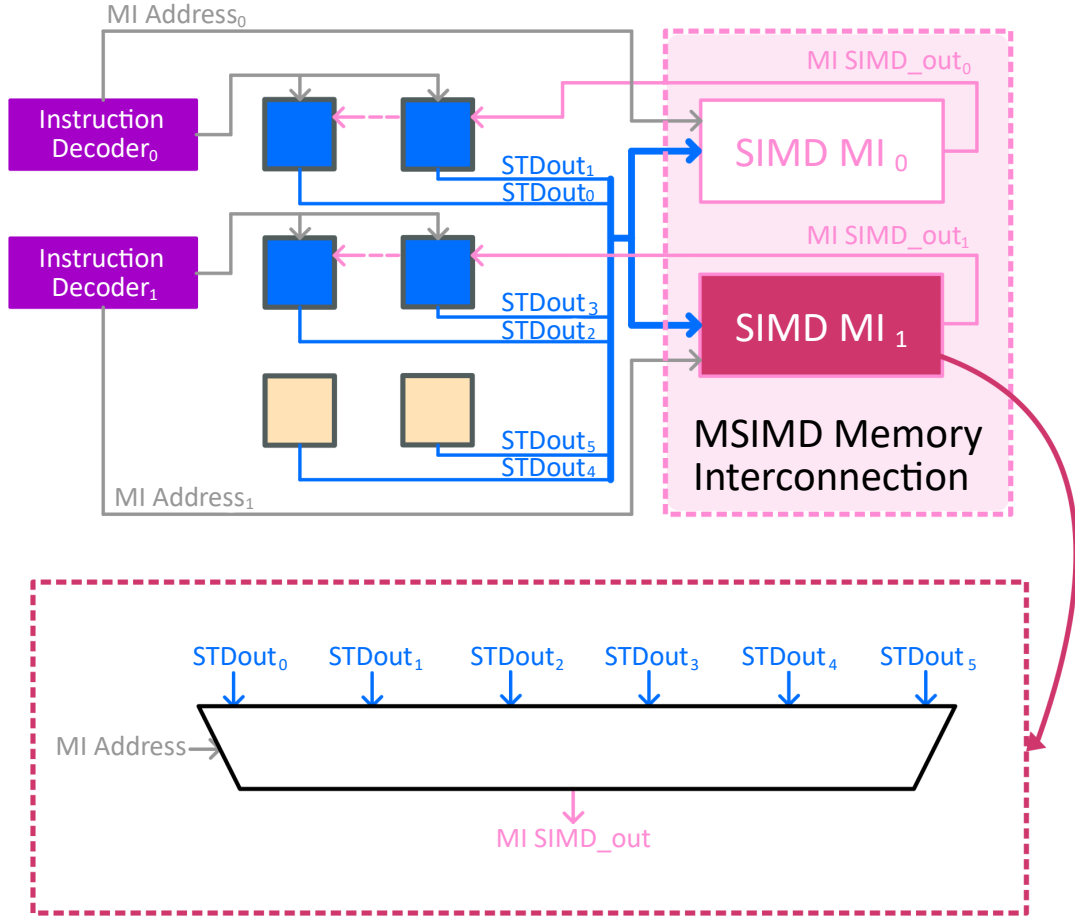 MI Address₀
MI SIMD_out₀
Instruction
Decoder₀
SIMD MI ₀
STDout₁
STDout₀
MI SIMD_out₁
Instruction
Decoder₁
STDout₃
STDout₂
SIMD MI ₁
MSIMD Memory
Interconnection
STDout₅
STDout₄
MI Address₁
STDout₀ STDout₁ STDout₂ STDout₃ STDout₄ STDout₅
MI Address
MI SIMD_out